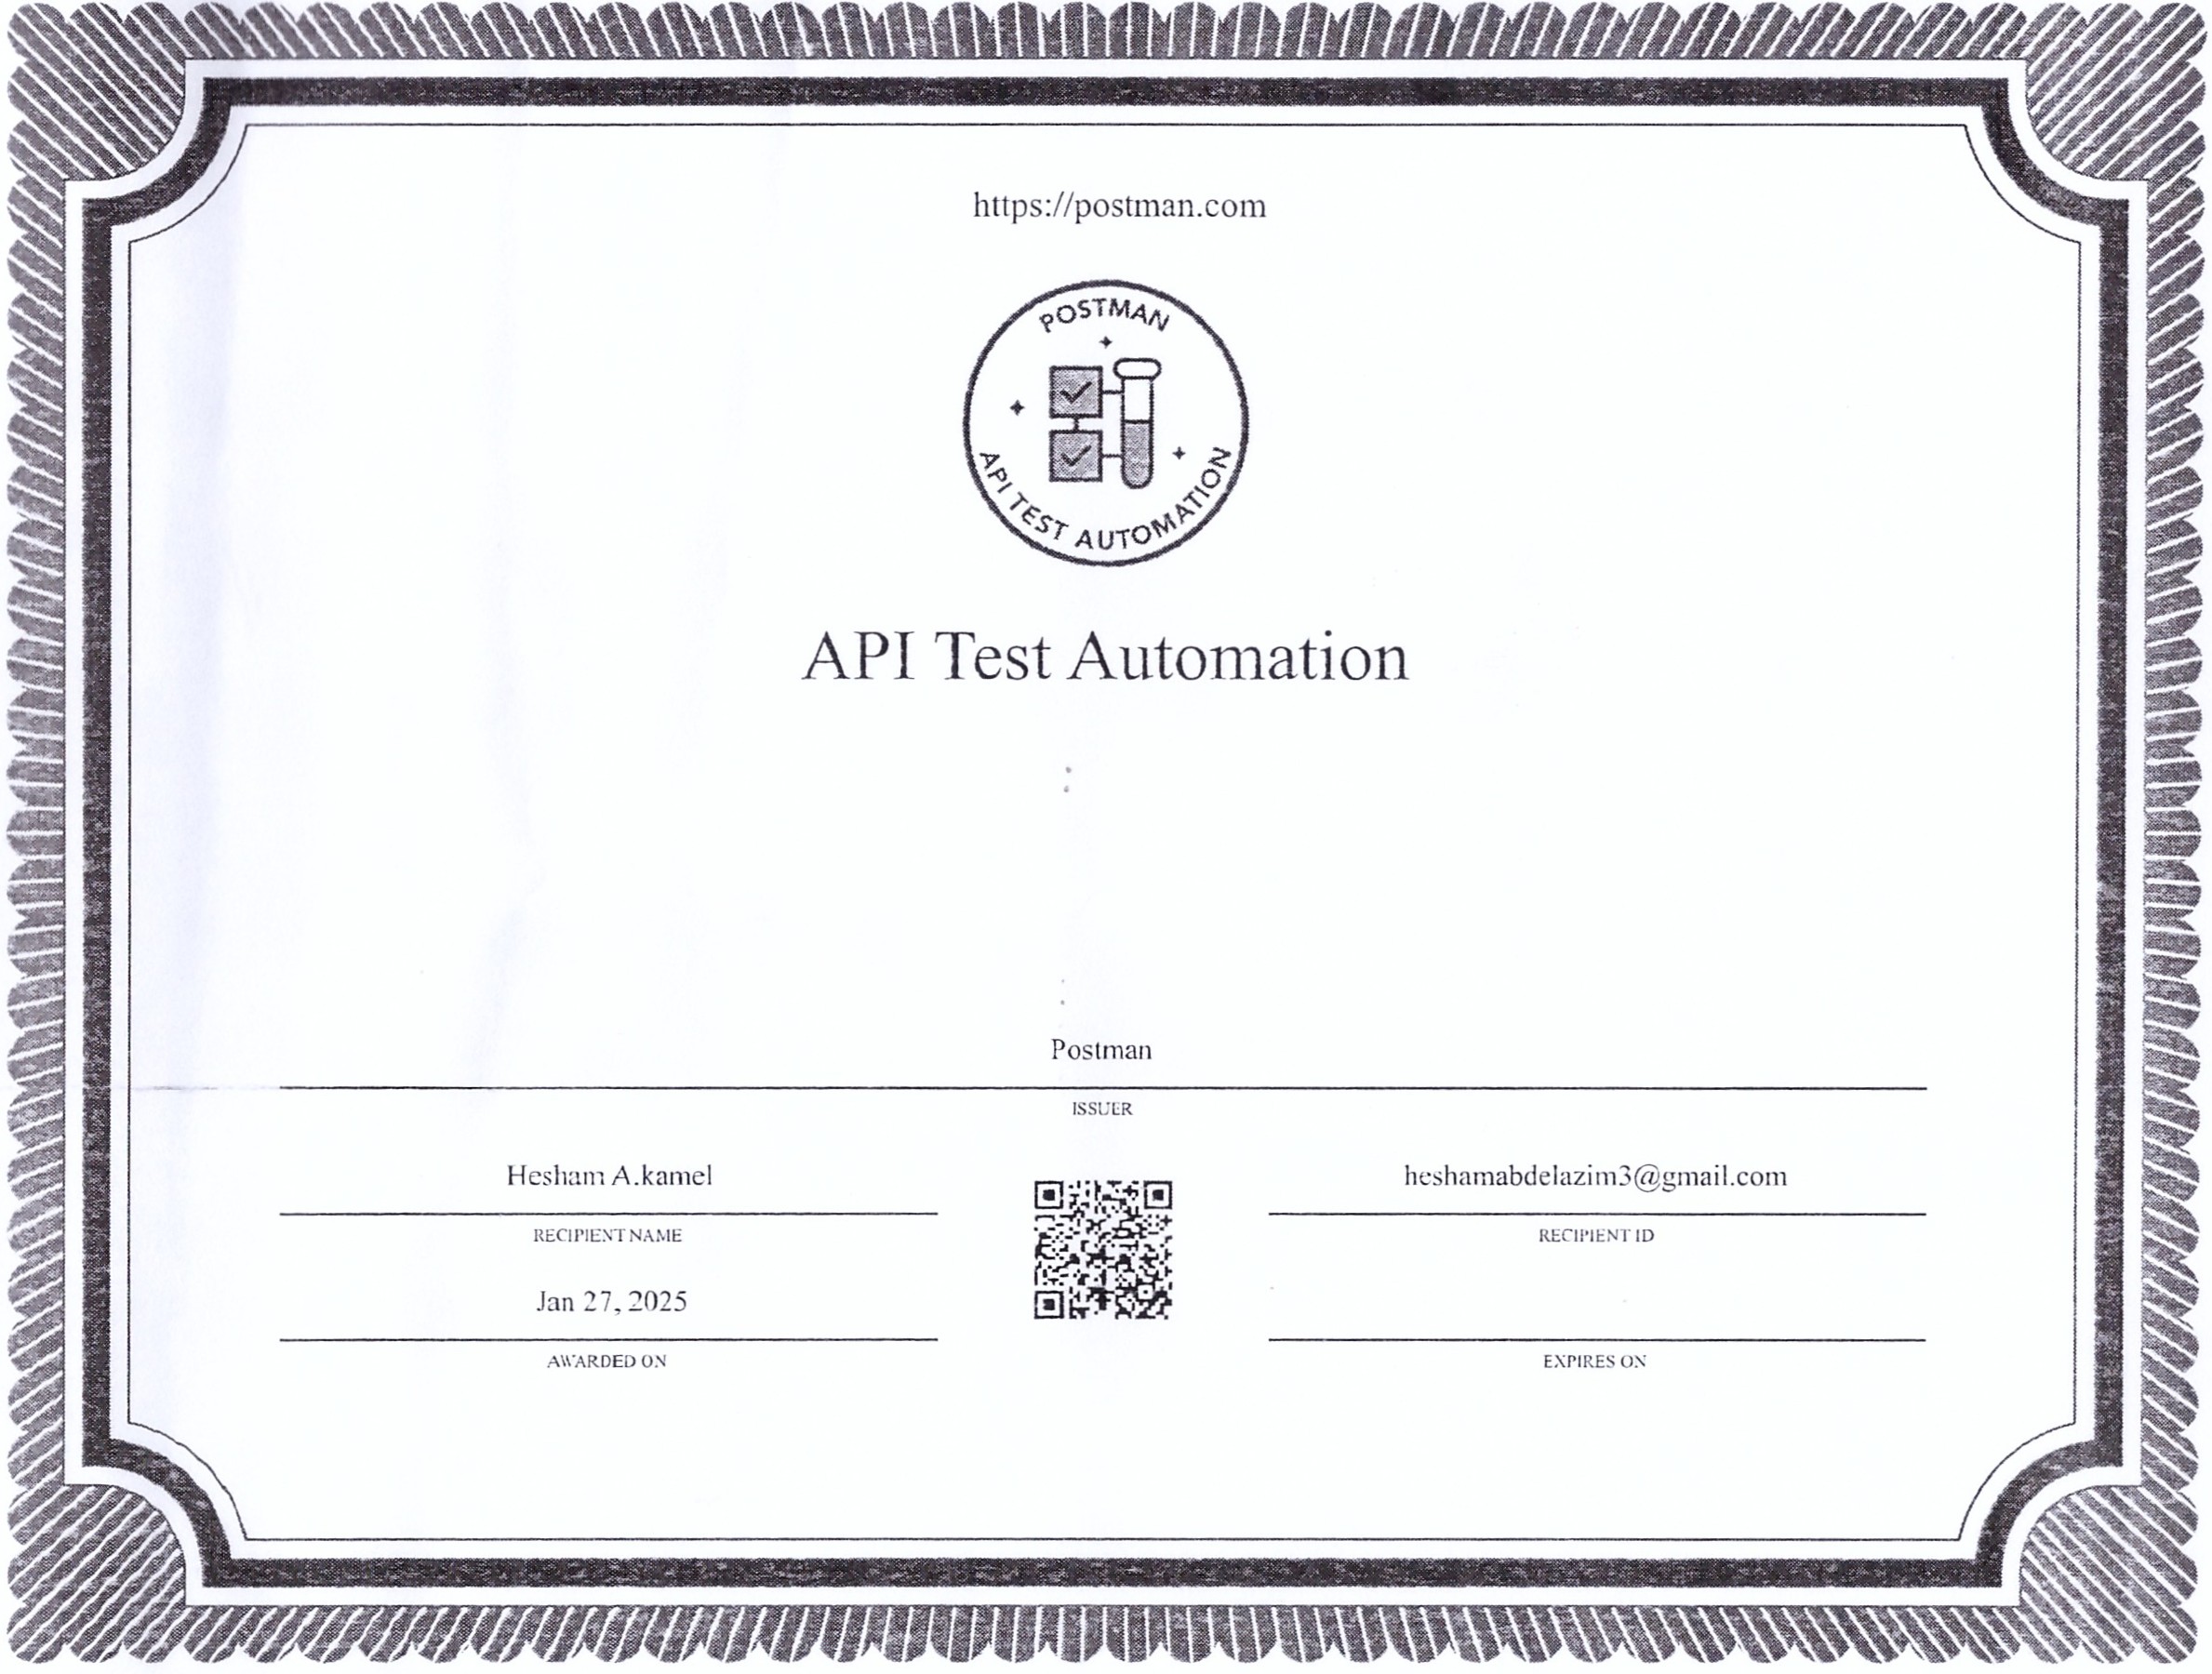 https://postman.com
POSTMAN
API TEST AUTOMATION
API Test Automation
Postman
ISSUER
Hesham A.kamel
heshamabdelazim3@gmail.com
RECIPIENT NAME
RECIPIENT ID
Jan 27, 2025
AWARDED ON
EXPIRES ON